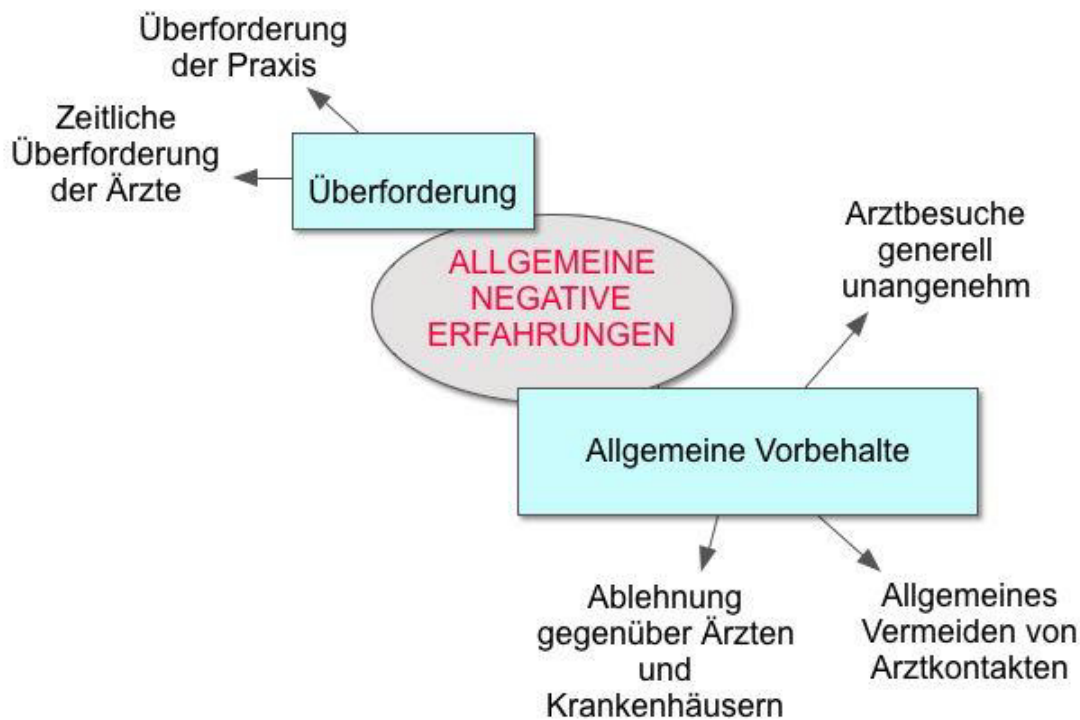 Überforderung
der Praxis
Zeitliche
Überforderung
der Ärzte
Überforderung
ALLGEMEINE
NEGATIVE
ERFAHRUNGEN
Arztbesuche
generell
unangenehm
Allgemeine Vorbehalte
Ablehnung
gegenüber Ärzten
und
Krankenhäusern
Allgemeines
Vermeiden von
Arztkontakten